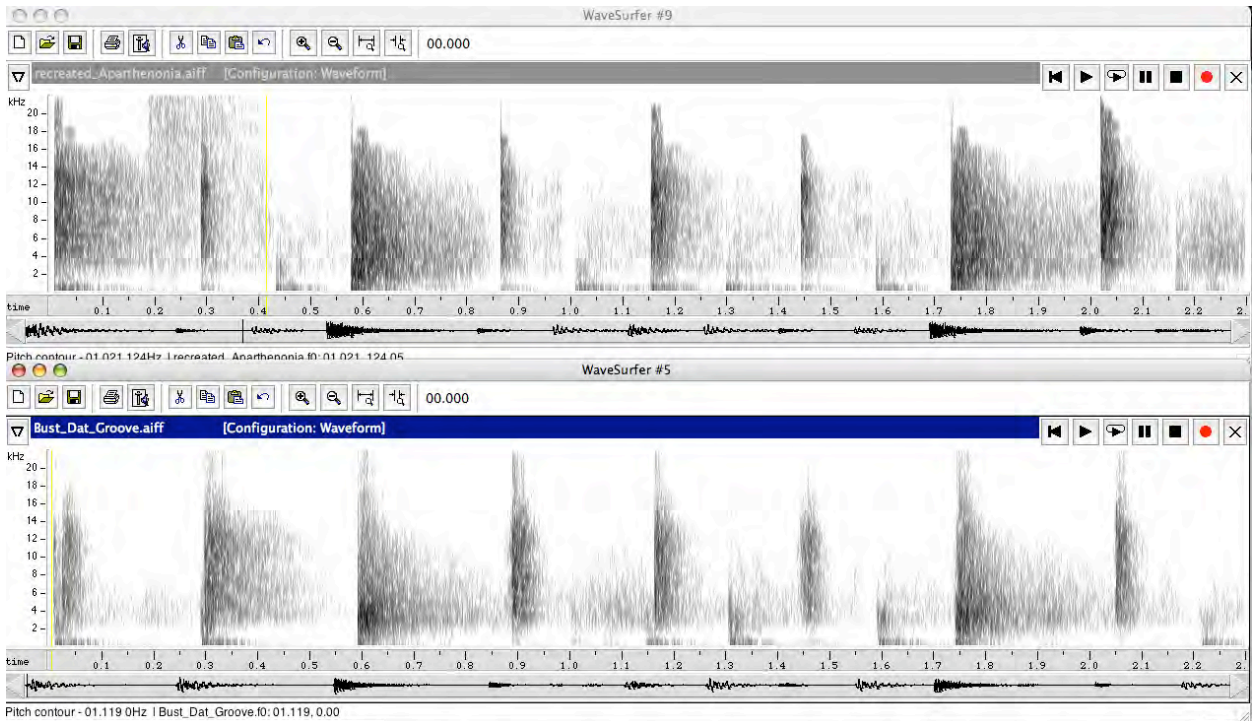 WaveSurfer #9
00.000
recreated_Aparthenonia.aiff [Configuration: Waveform]
kHz
20
18
16
14
12
10
8
6
4
2
time 0.1 0.2 0.3 0.4 0.5 0.6 0.7 0.8 0.9 1.0 1.1 1.2 1.3 1.4 1.5 1.6 1.7 1.8 1.9 2.0 2.1 2.2 2.
Pitch contour - 01.021 124Hz | recreated_Aparthenonia.f0: 01.021, 124.05
WaveSurfer #5
00.000
Bust_Dat_Groove.aiff [Configuration: Waveform]
kHz
20
18
16
14
12
10
8
6
4
2
time 0.1 0.2 0.3 0.4 0.5 0.6 0.7 0.8 0.9 1.0 1.1 1.2 1.3 1.4 1.5 1.6 1.7 1.8 1.9 2.0 2.1 2.2 2.
Pitch contour - 01.119 0Hz | Bust_Dat_Groove.f0: 01.119, 0.00